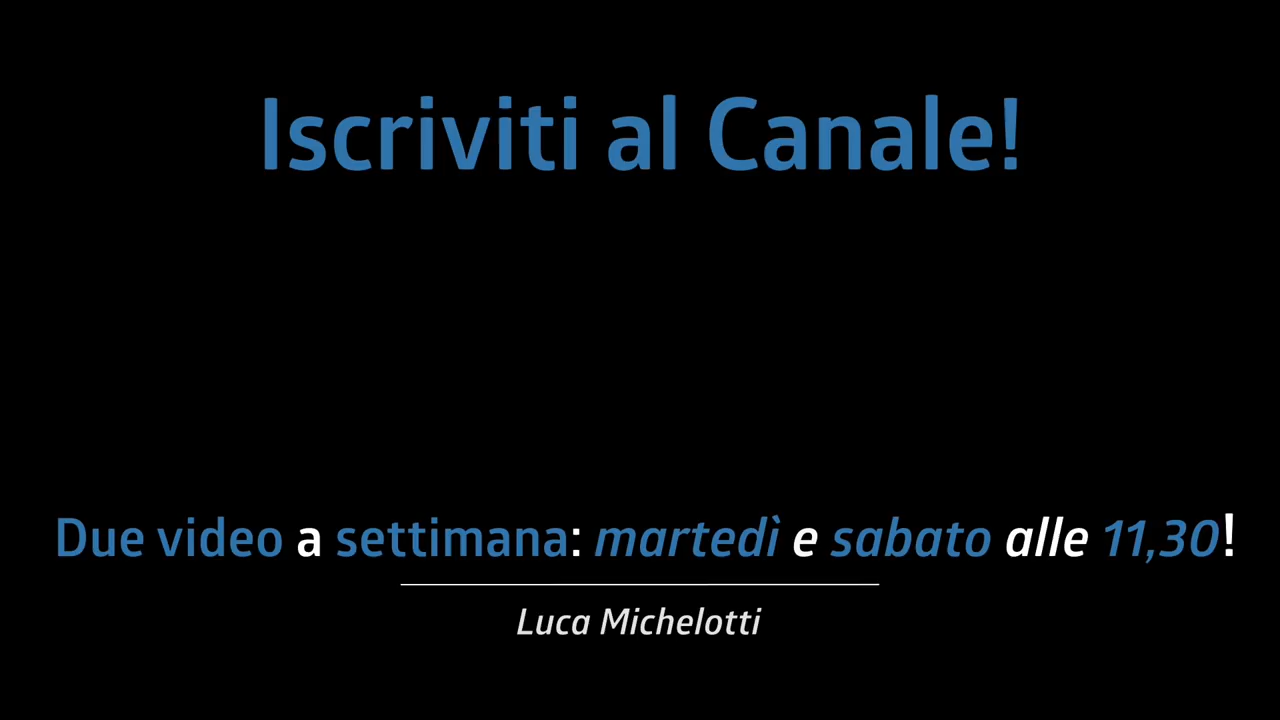 Iscriviti al Canale!
Due video a settimana: martedì e sabato alle 11,30!
Luca Michelotti